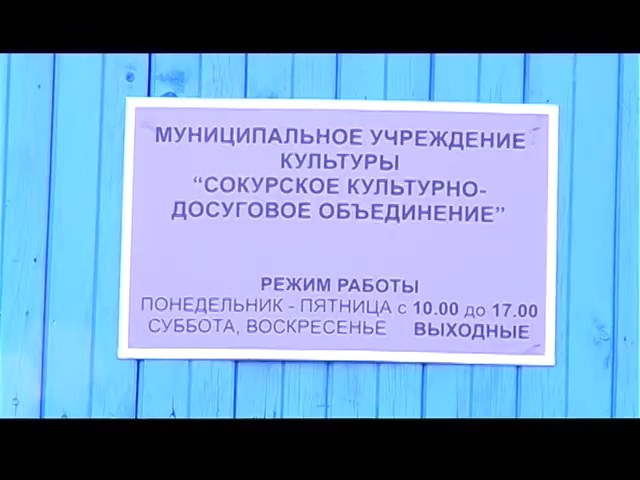 МУНИЦИПАЛЬНОЕ УЧРЕЖДЕНИЕ
КУЛЬТУРЫ
“СОКУРСКОЕ КУЛЬТУРНО-
ДОСУГОВОЕ ОБЪЕДИНЕНИЕ”
РЕЖИМ РАБОТЫ
ПОНЕДЕЛЬНИК - ПЯТНИЦА с 10.00 до 17.00
СУББОТА, ВОСКРЕСЕНЬЕ ВЫХОДНЫЕ